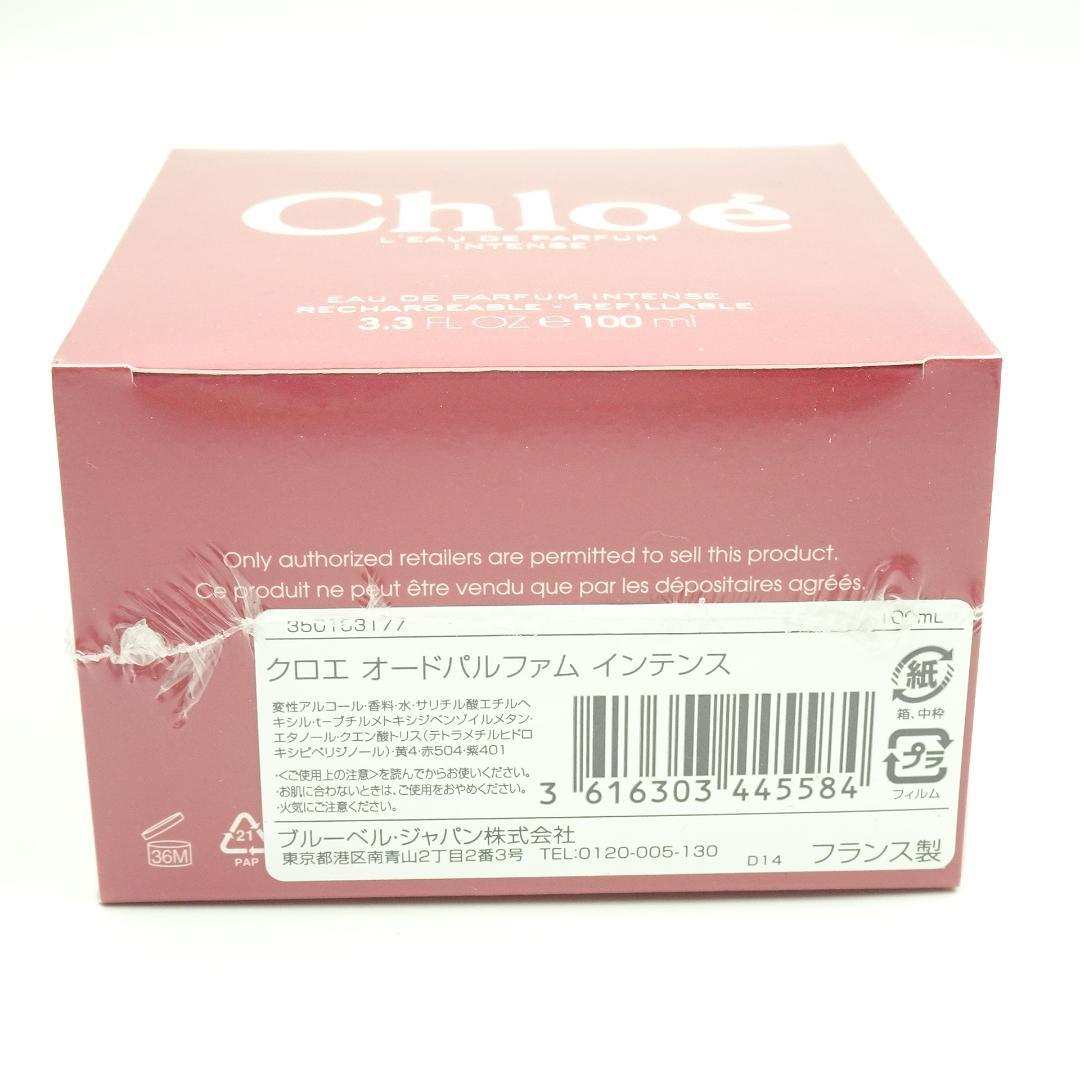 Chloé
L'EAU DE PARFUM
INTENSE
EAU DE PARFUM INTENSE
RECHARGEABLE - REFILLABLE
3.3 FL OZ e 100 ml
Only authorized retailers are permitted to sell this product.
Ce produit ne peut être vendu que par les dépositaires agréés.
350163177 100mL
クロエ オードパルファム インテンス
変性アルコール・香料・水・サリチル酸エチルヘ
キシル・t-ブチルメトキシジベンゾイルメタン・
エタノール・クエン酸トリス(テトラメチルヒドロ
キシピペリジノール)・黄4・赤504・紫401
・<ご使用上の注意>を読んでからお使いください。
・お肌に合わないときは、ご使用をおやめください。
・火気にご注意ください。
3 616303 445584
紙
箱、中枠
プラ
フィルム
ブルーベル・ジャパン株式会社
東京都港区南青山2丁目2番3号 TEL:0120-005-130
D14 フランス製
36M
21
PAP